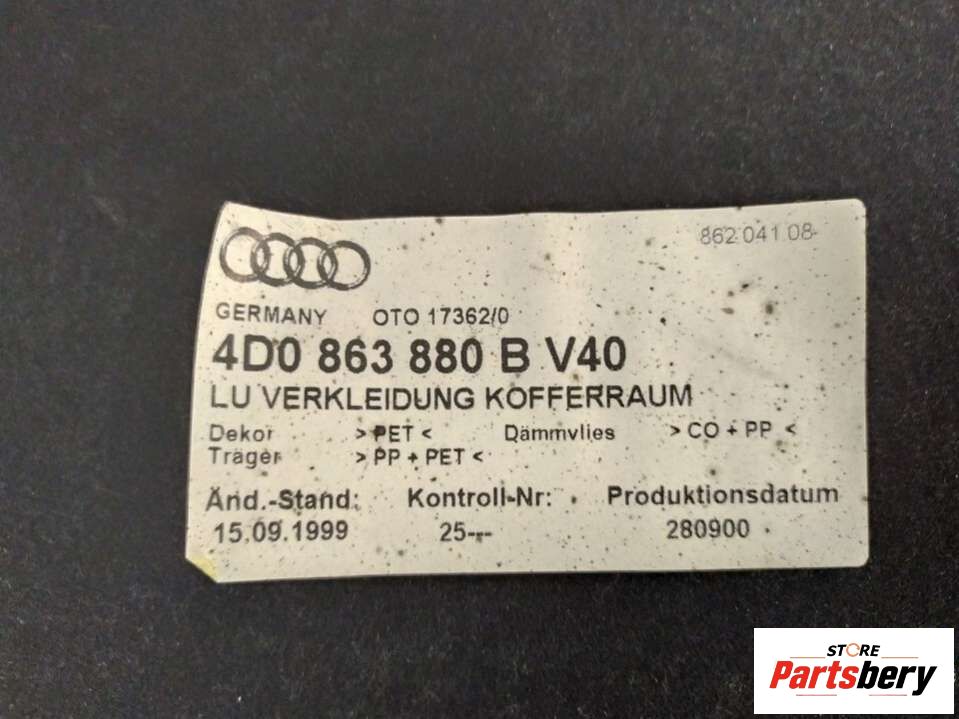 862 041 08
GERMANY OTO 17362/0
4D0 863 880 B V40
LU VERKLEIDUNG KOFFERRAUM
Dekor >PET< Dämmvlies >CO+PP<
Träger >PP+PET<
Änd.-Stand: Kontroll-Nr: Produktionsdatum
15.09.1999 25--- 280900
STORE
Partsbery